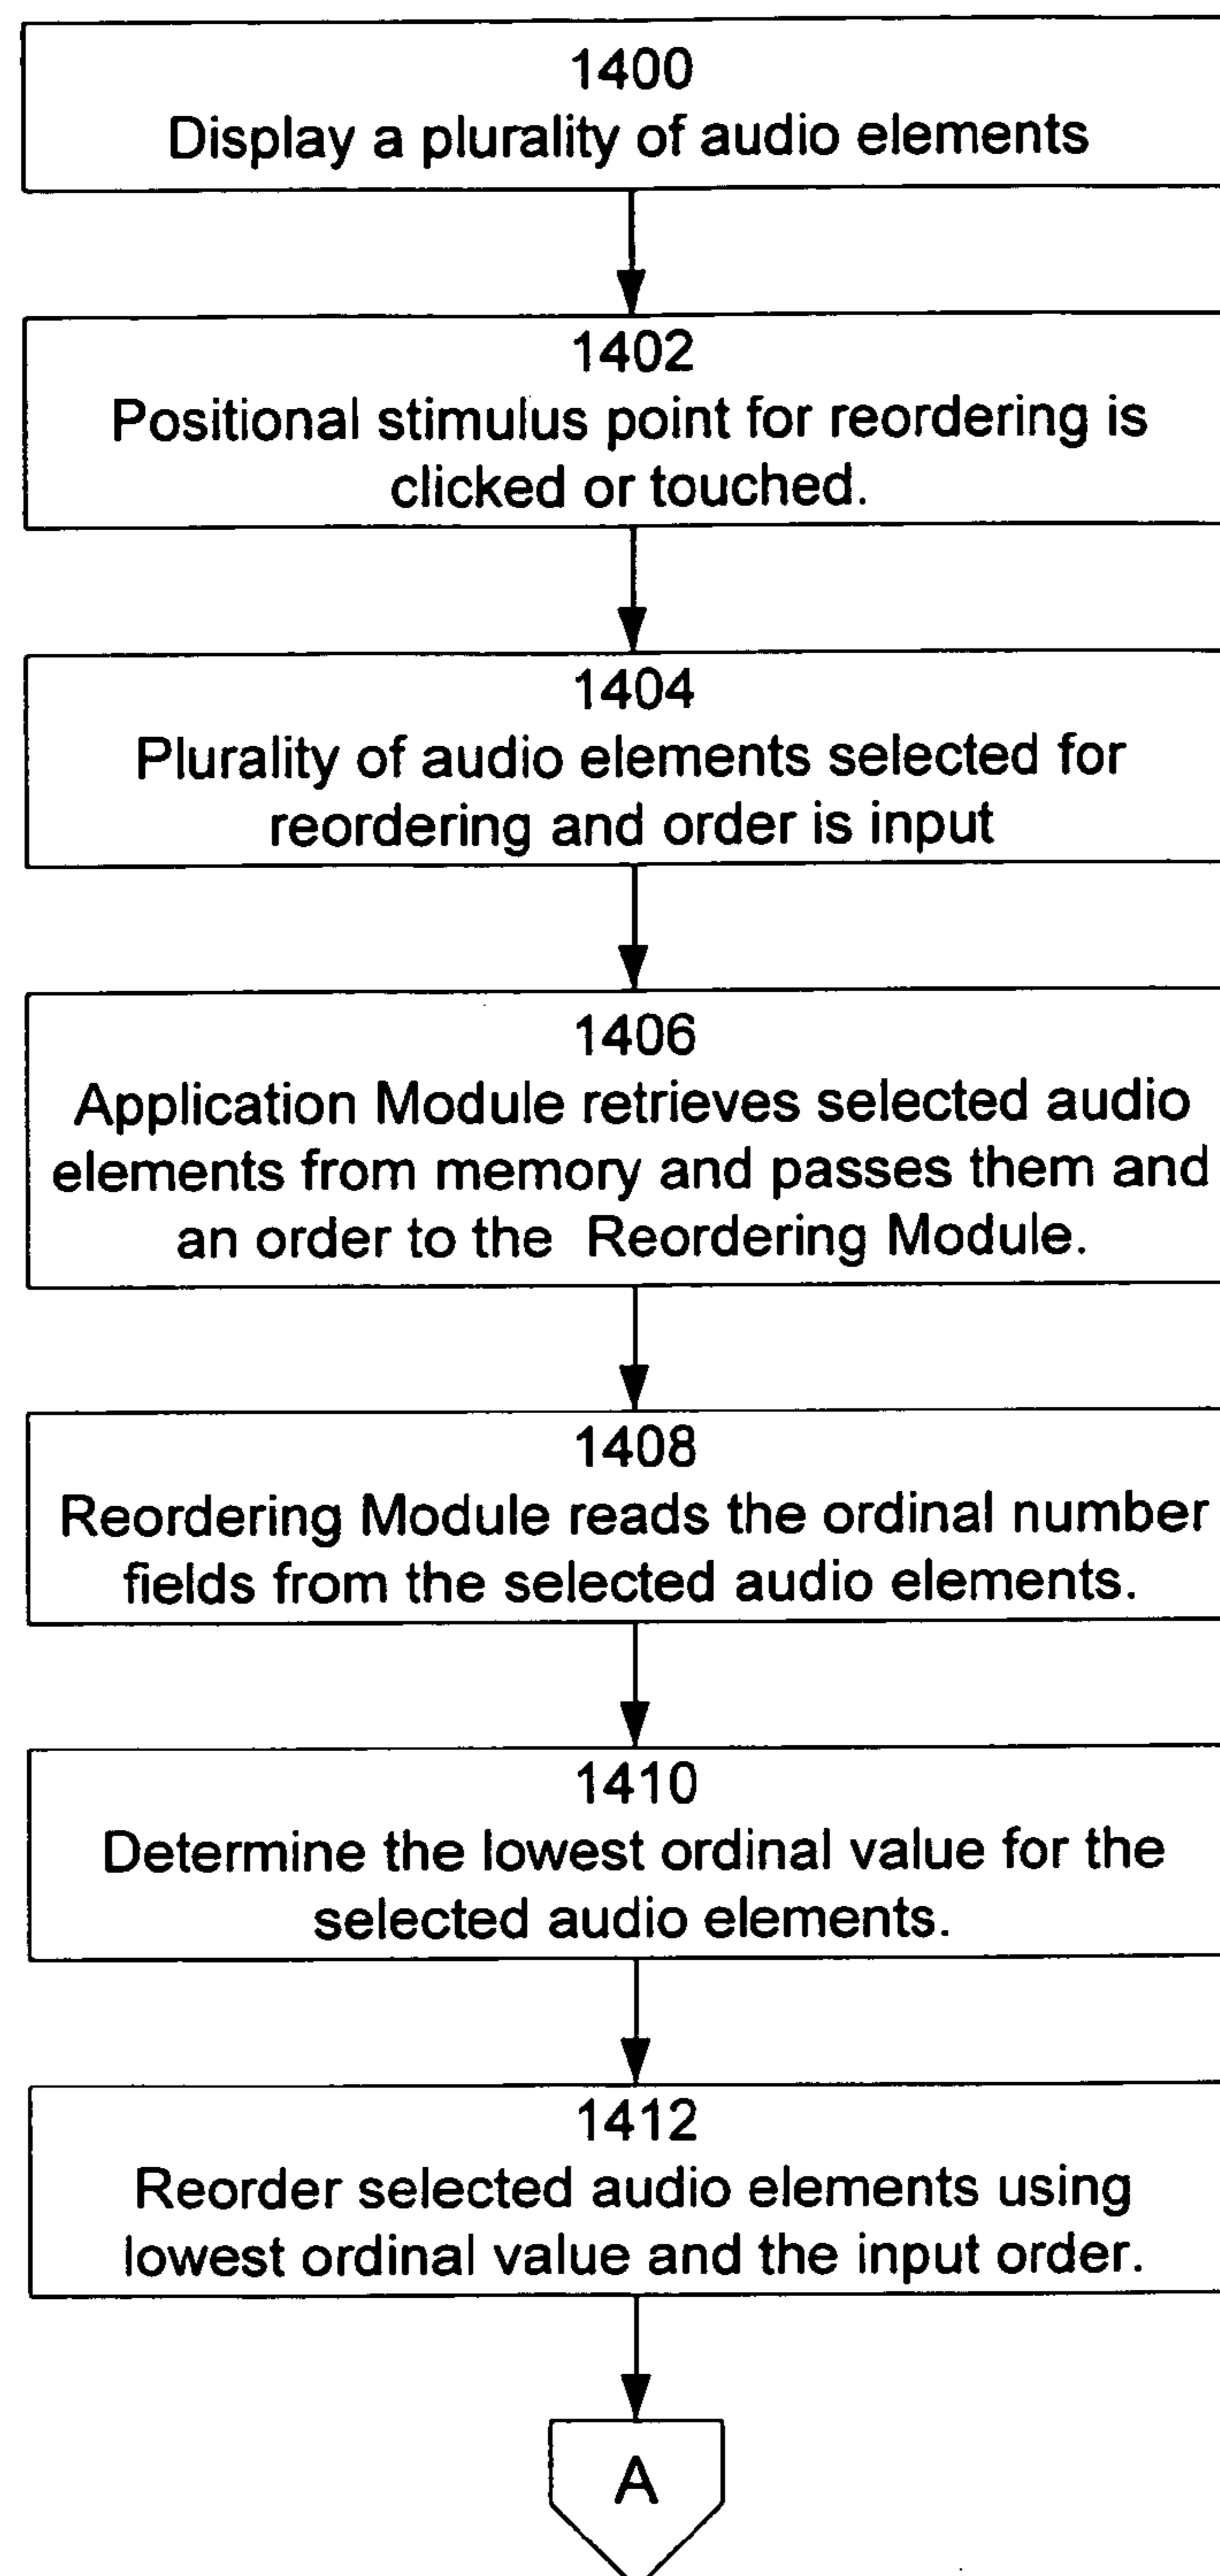 1400
Display a plurality of audio elements
1402
Positional stimulus point for reordering is
clicked or touched.
1404
Plurality of audio elements selected for
reordering and order is input
1406
Application Module retrieves selected audio
elements from memory and passes them and
an order to the  Reordering Module.
1408
Reordering Module reads the ordinal number
fields from the selected audio elements.
1410
Determine the lowest ordinal value for the
selected audio elements.
1412
Reorder selected audio elements using
lowest ordinal value and the input order.
A